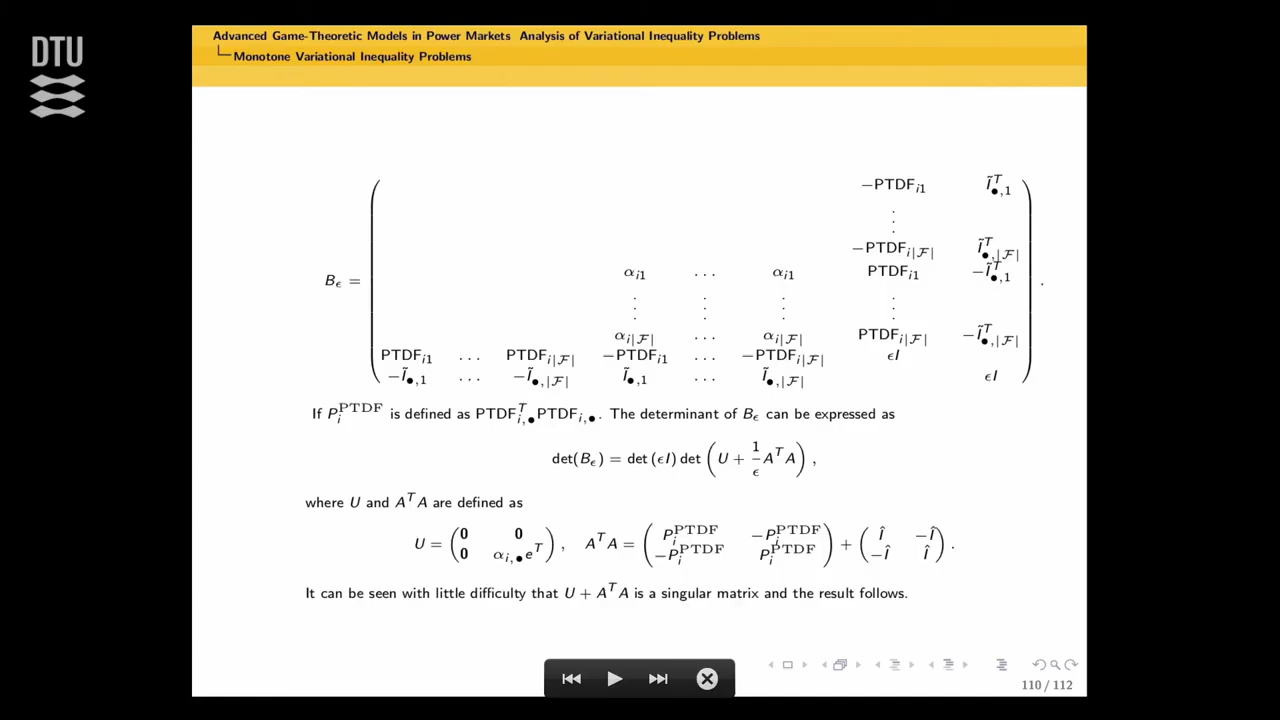 DTU
Advanced Game-Theoretic Models in Power Markets Analysis of Variational Inequality Problems
Monotone Variational Inequality Problems
−PTDF_{i1} Ĩ^T_{•,1}
⋮
−PTDF_{i|ℱ|} Ĩ^T_{•,|ℱ|}
α_{i1} ... α_{i1} PTDF_{i1} −Ĩ^T_{•,1}
B_ϵ = ⋮ ⋮ ⋮ ⋮ .
α_{i|ℱ|} ... α_{i|ℱ|} PTDF_{i|ℱ|} −Ĩ^T_{•,|ℱ|}
PTDF_{i1} ... PTDF_{i|ℱ|} −PTDF_{i1} ... −PTDF_{i|ℱ|} ϵI
−Ĩ_{•,1} ... −Ĩ_{•,|ℱ|} Ĩ_{•,1} ... Ĩ_{•,|ℱ|} ϵI
If P_i^{PTDF} is defined as PTDF^T_{i,•}PTDF_{i,•}. The determinant of B_ϵ can be expressed as
det(B_ϵ) = det (ϵI) det (U + 1/ϵ A^T A) ,
where U and A^T A are defined as
U = (0 0; 0 α_{i,•}e^T) , A^T A = (P_i^{PTDF} −P_i^{PTDF}; −P_i^{PTDF} P_i^{PTDF}) + (Î −Î; −Î Î) .
It can be seen with little difficulty that U + A^T A is a singular matrix and the result follows.
110 / 112